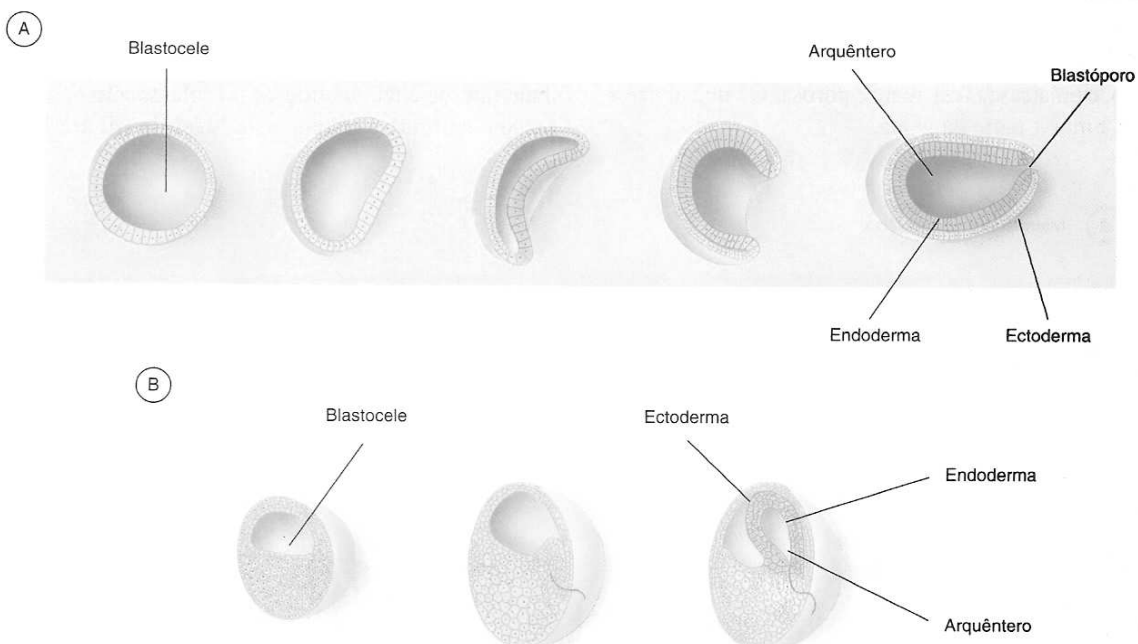 A
Blastocele
Arquêntero
Blastóporo
Endoderma
Ectoderma
B
Blastocele
Ectoderma
Endoderma
Arquêntero